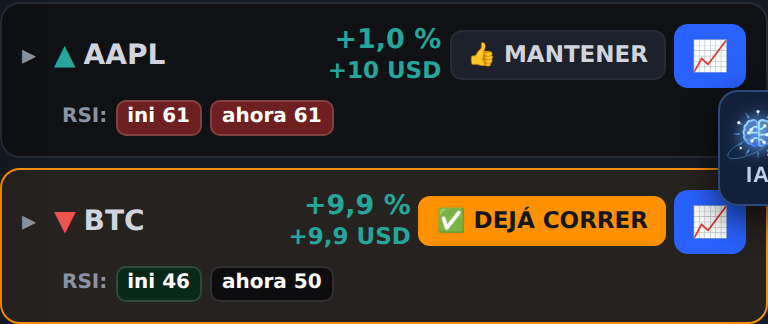 ▶ ▲ AAPL +1,0 % 👍 MANTENER
+10 USD
RSI: ini 61 ahora 61
IA
▶ ▼ BTC +9,9 % ✅ DEJÁ CORRER
+9,9 USD
RSI: ini 46 ahora 50